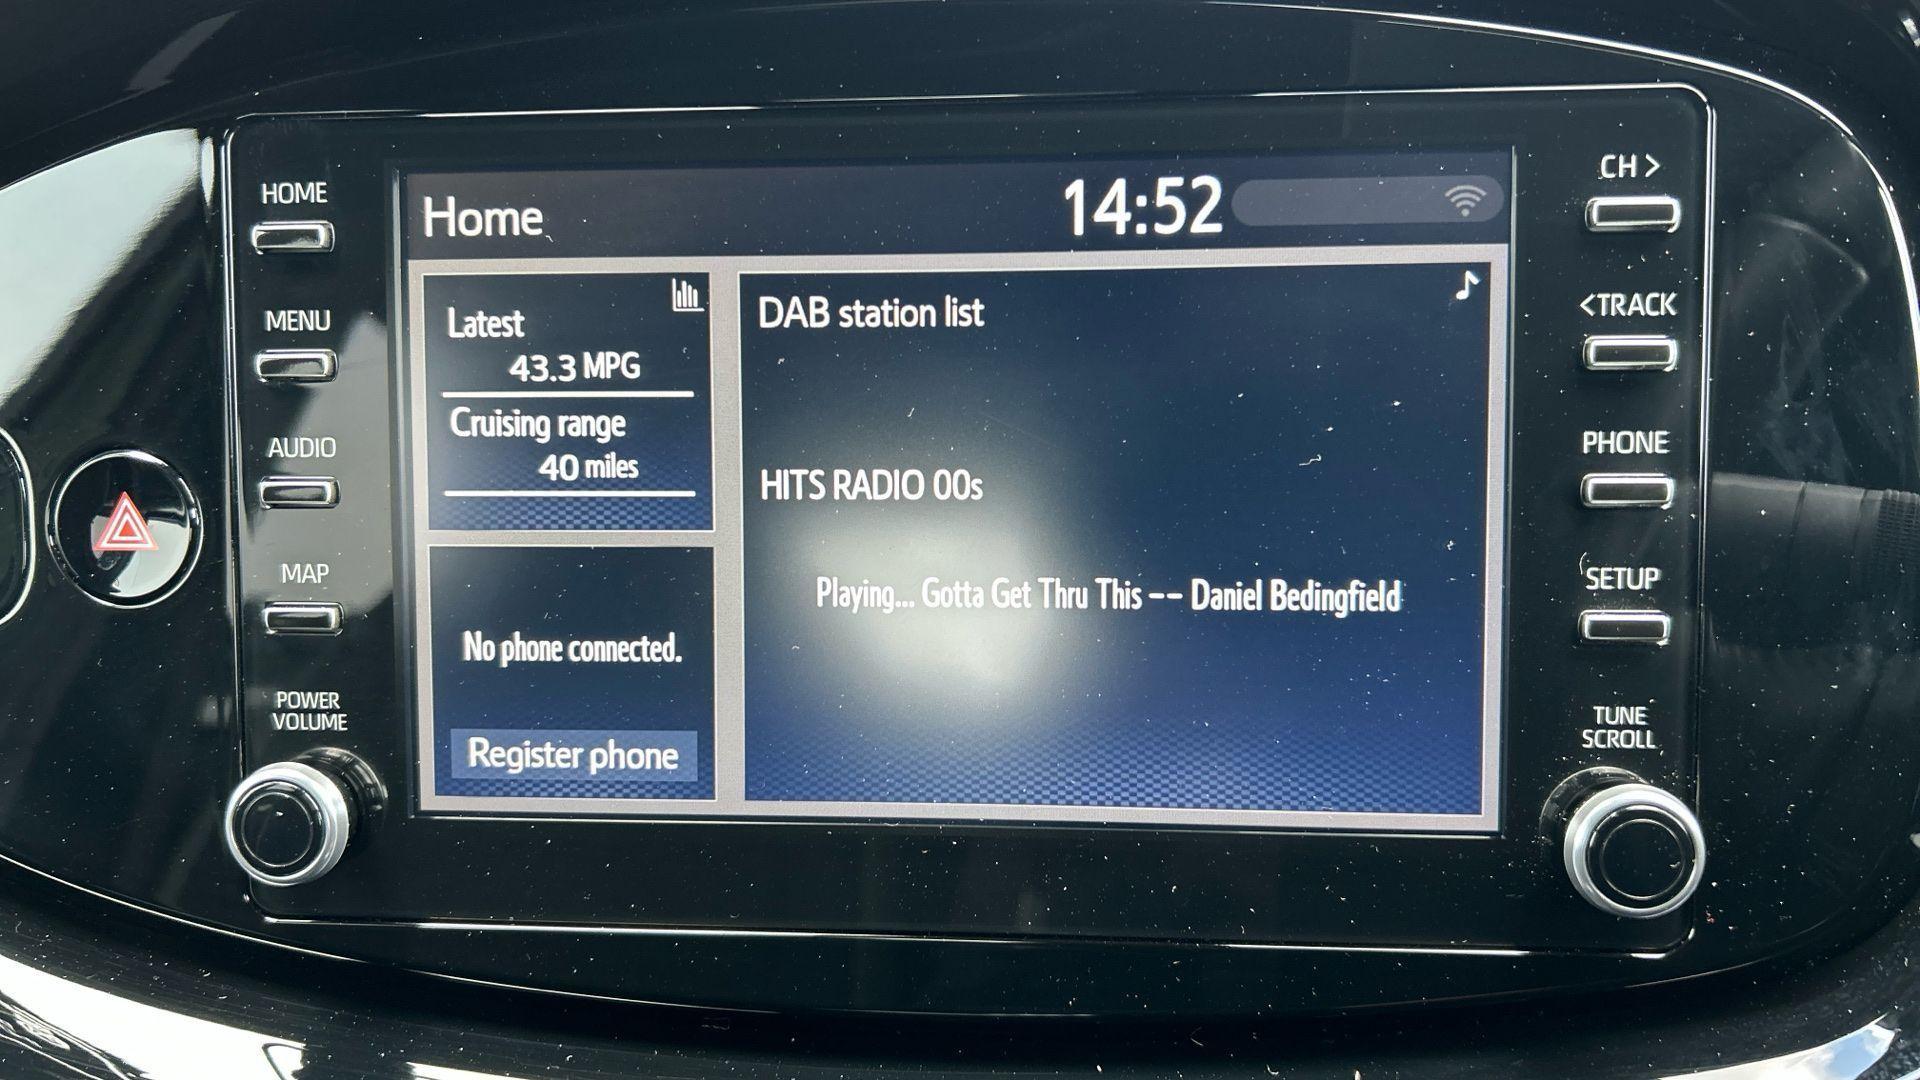 HOME
MENU
AUDIO
MAP
POWER
VOLUME
Home
14:52
Latest
43.3 MPG
Cruising range
40 miles
No phone connected.
Register phone
DAB station list
HITS RADIO 00s
Playing... Gotta Get Thru This -- Daniel Bedingfield
CH >
<TRACK
PHONE
SETUP
TUNE
SCROLL